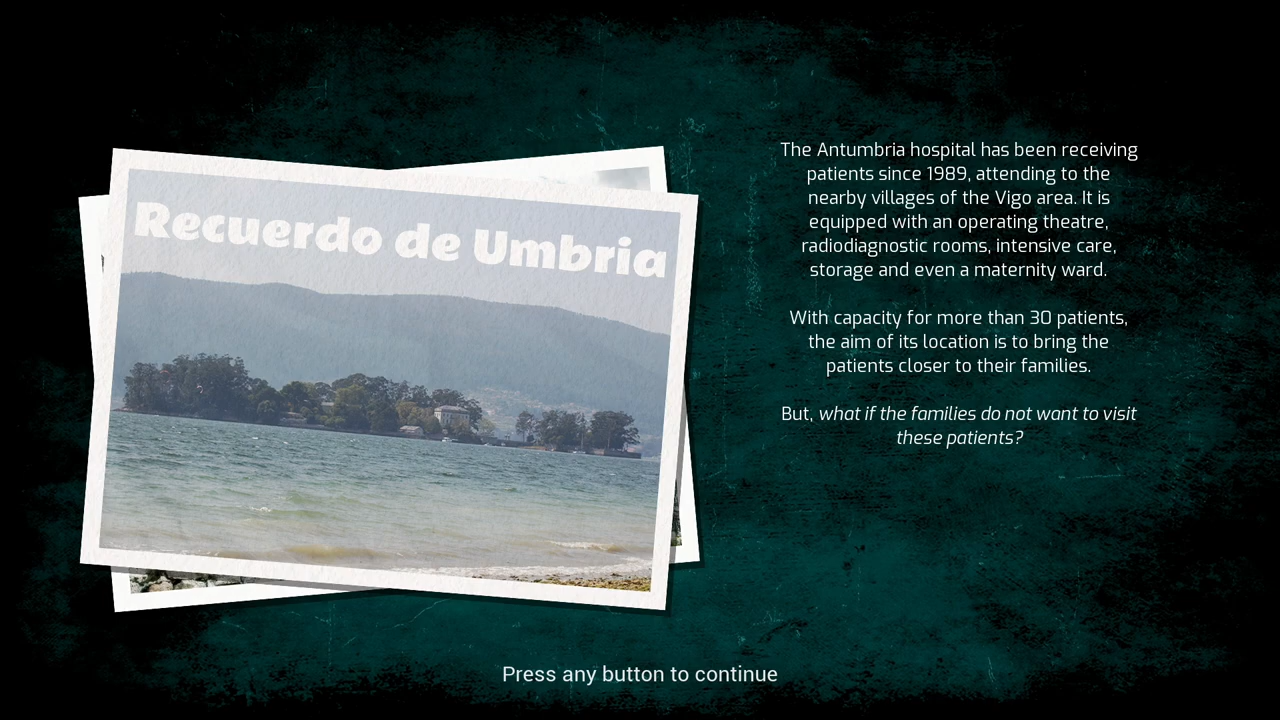 Recuerdo de Umbria
The Antumbria hospital has been receiving
patients since 1989, attending to the
nearby villages of the Vigo area. It is
equipped with an operating theatre,
radiodiagnostic rooms, intensive care,
storage and even a maternity ward.
With capacity for more than 30 patients,
the aim of its location is to bring the
patients closer to their families.
But, what if the families do not want to visit
these patients?
Press any button to continue